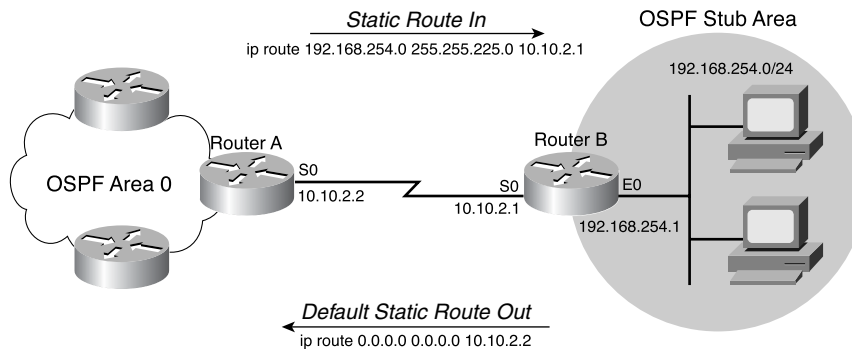 Static Route In
OSPF Stub Area
ip route 192.168.254.0 255.255.225.0 10.10.2.1
192.168.254.0/24
Router A
Router B
OSPF Area 0
S0
10.10.2.2
S0
10.10.2.1
E0
192.168.254.1
Default Static Route Out
ip route 0.0.0.0 0.0.0.0 10.10.2.2